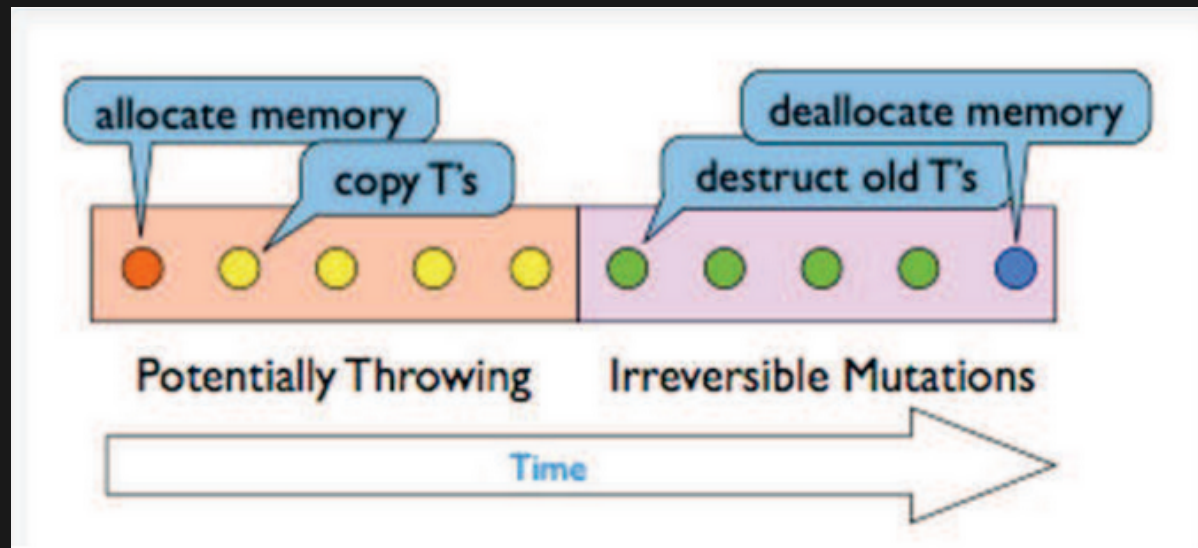 allocate memory
deallocate memory
copy T's
destruct old T's
Potentially Throwing
Irreversible Mutations
Time